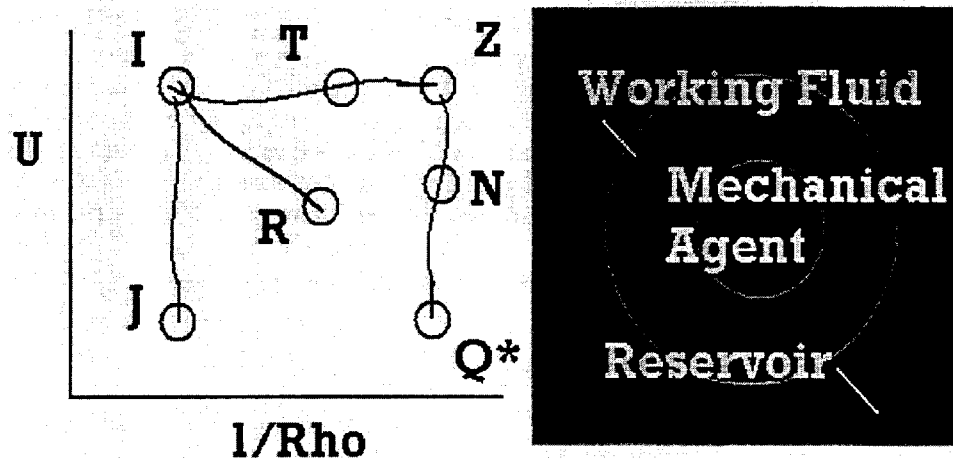 I
T
Z
U
R
N
J
Q*
1/Rho
Working Fluid
Mechanical
Agent
Reservoir